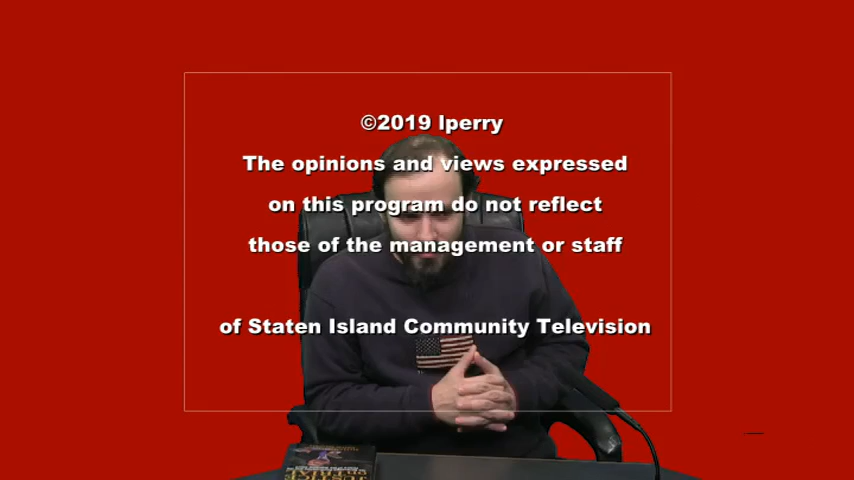 ©2019 lperry
The opinions and views expressed
on this program do not reflect
those of the management or staff
of Staten Island Community Television